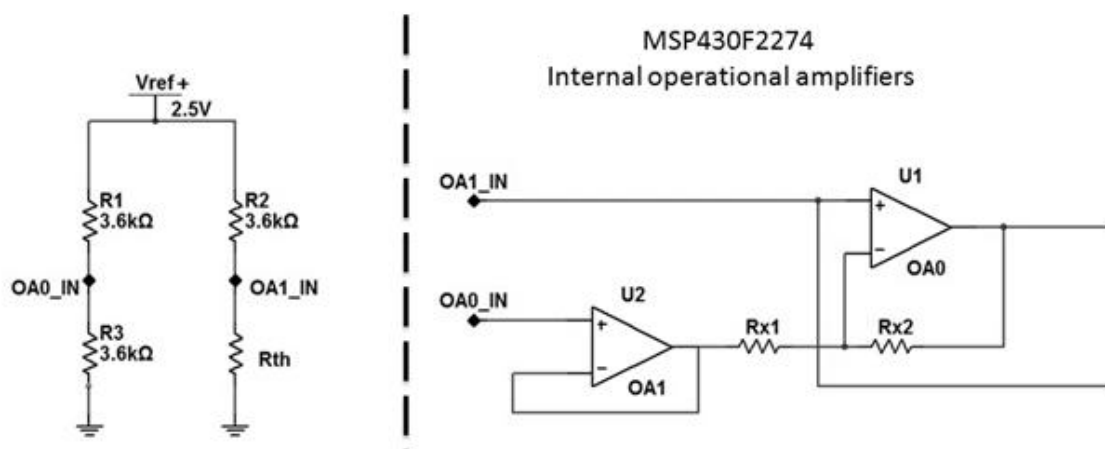 MSP430F2274
Internal operational amplifiers
Vref +
2.5V
R1
3.6kΩ
R2
3.6kΩ
OA0_IN
OA1_IN
R3
3.6kΩ
Rth
OA1_IN
U1
+
−
OA0
OA0_IN
U2
+
−
OA1
Rx1
Rx2